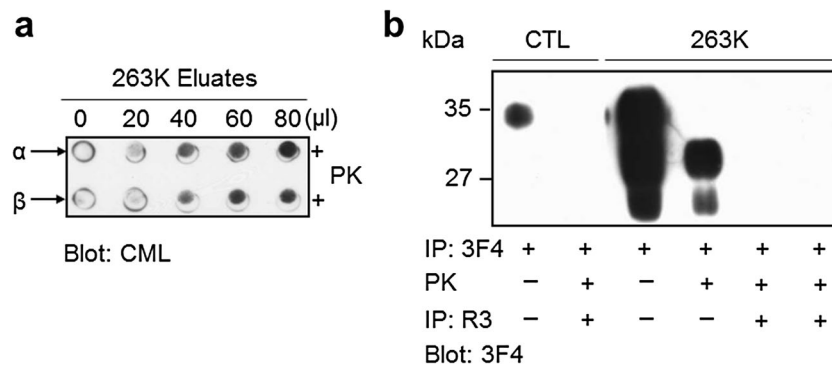 a
263K Eluates
0 20 40 60 80 (µl)
α +
PK
β +
Blot: CML
b
kDa CTL 263K
35
27
IP: 3F4 + + + + + +
PK − + − + + +
IP: R3 − + − − + +
Blot: 3F4